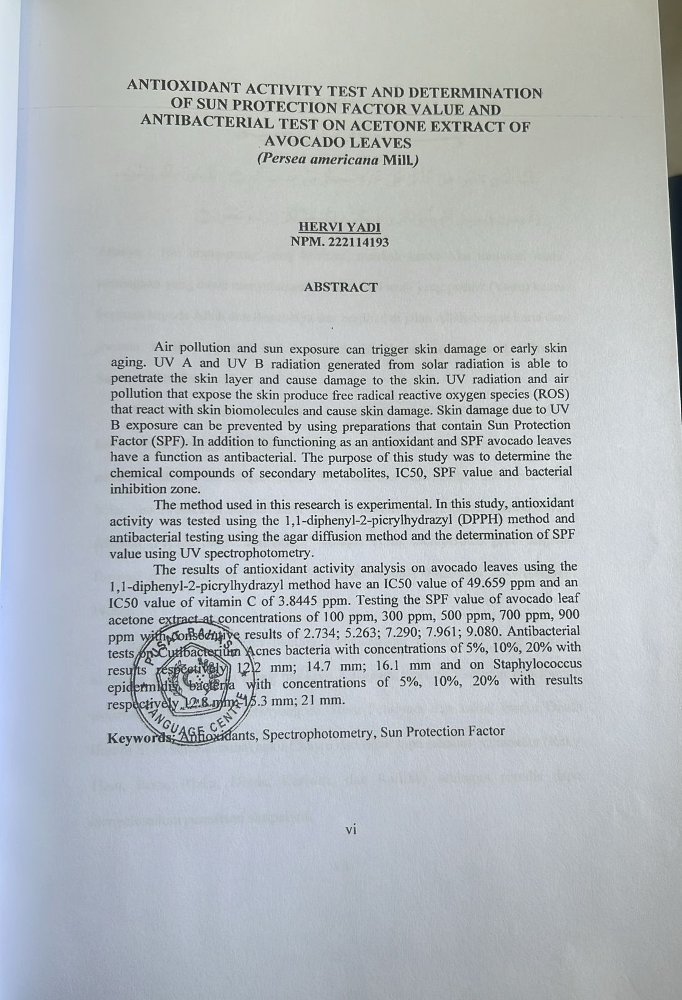 ANTIOXIDANT ACTIVITY TEST AND DETERMINATION
OF SUN PROTECTION FACTOR VALUE AND
ANTIBACTERIAL TEST ON ACETONE EXTRACT OF
AVOCADO LEAVES
(Persea americana Mill.)
HERVI YADI
NPM. 222114193
ABSTRACT
Air pollution and sun exposure can trigger skin damage or early skin
aging. UV A and UV B radiation generated from solar radiation is able to
penetrate the skin layer and cause damage to the skin. UV radiation and air
pollution that expose the skin produce free radical reactive oxygen species (ROS)
that react with skin biomolecules and cause skin damage. Skin damage due to UV
B exposure can be prevented by using preparations that contain Sun Protection
Factor (SPF). In addition to functioning as an antioxidant and SPF avocado leaves
have a function as antibacterial. The purpose of this study was to determine the
chemical compounds of secondary metabolites, IC50, SPF value and bacterial
inhibition zone.
The method used in this research is experimental. In this study, antioxidant
activity was tested using the 1,1-diphenyl-2-picrylhydrazyl (DPPH) method and
antibacterial testing using the agar diffusion method and the determination of SPF
value using UV spectrophotometry.
The results of antioxidant activity analysis on avocado leaves using the
1,1-diphenyl-2-picrylhydrazyl method have an IC50 value of 49.659 ppm and an
IC50 value of vitamin C of 3.8445 ppm. Testing the SPF value of avocado leaf
acetone extract at concentrations of 100 ppm, 300 ppm, 500 ppm, 700 ppm, 900
ppm with consecutive results of 2.734; 5.263; 7.290; 7.961; 9.080. Antibacterial
tests on Cutibacterium Acnes bacteria with concentrations of 5%, 10%, 20% with
results respectively 12.2 mm; 14.7 mm; 16.1 mm and on Staphylococcus
epidermidis bacteria with concentrations of 5%, 10%, 20% with results
respectively 12.8 mm; 15.3 mm; 21 mm.
PUSAT BAHASA
LANGUAGE CENTRE
Keywords; Antioxidants, Spectrophotometry, Sun Protection Factor
vi